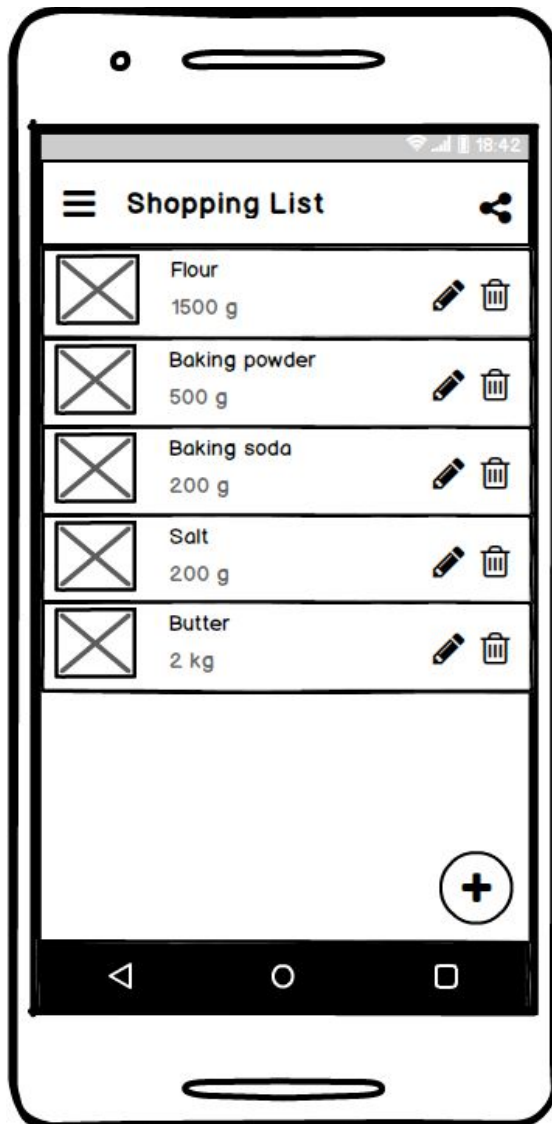 18:42
Shopping List
Flour
1500 g
Baking powder
500 g
Baking soda
200 g
Salt
200 g
Butter
2 kg